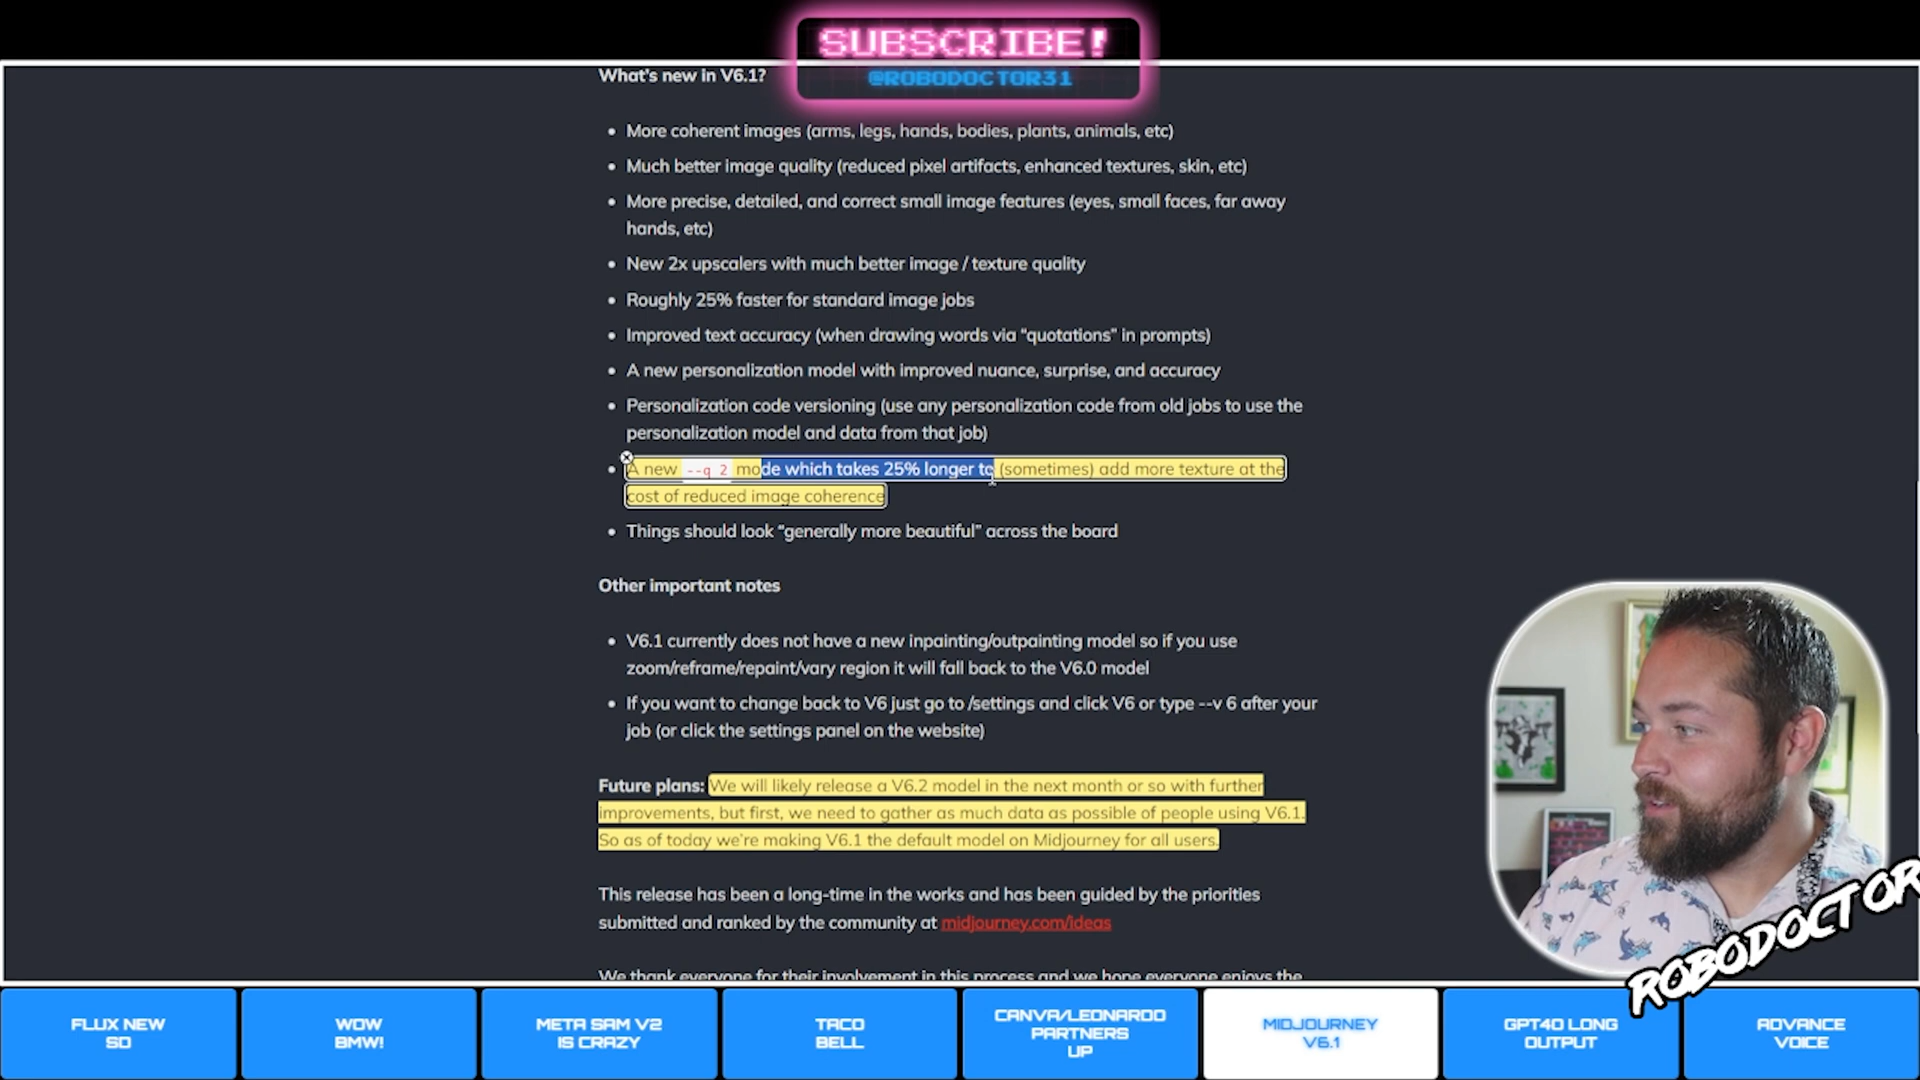 SUBSCRIBE!
@ROBODOCTOR31
What's new in V6.1?
• More coherent images (arms, legs, hands, bodies, plants, animals, etc)
• Much better image quality (reduced pixel artifacts, enhanced textures, skin, etc)
• More precise, detailed, and correct small image features (eyes, small faces, far away
hands, etc)
• New 2x upscalers with much better image / texture quality
• Roughly 25% faster for standard image jobs
• Improved text accuracy (when drawing words via “quotations” in prompts)
• A new personalization model with improved nuance, surprise, and accuracy
• Personalization code versioning (use any personalization code from old jobs to use the
personalization model and data from that job)
• A new --q 2 mode which takes 25% longer to (sometimes) add more texture at the
cost of reduced image coherence
• Things should look “generally more beautiful” across the board
Other important notes
• V6.1 currently does not have a new inpainting/outpainting model so if you use
zoom/reframe/repaint/vary region it will fall back to the V6.0 model
• If you want to change back to V6 just go to /settings and click V6 or type --v 6 after your
job (or click the settings panel on the website)
Future plans: We will likely release a V6.2 model in the next month or so with further
improvements, but first, we need to gather as much data as possible of people using V6.1.
So as of today we're making V6.1 the default model on Midjourney for all users.
This release has been a long-time in the works and has been guided by the priorities
submitted and ranked by the community at midjourney.com/ideas
We thank everyone for their involvement in this process and we hope everyone enjoys the
ROBODOCTOR
FLUX NEW
SD
WOW
BMW!
META SAM V2
IS CRAZY
TACO
BELL
CANVA/LEONARDO
PARTNERS
UP
MIDJOURNEY
V6.1
GPT4O LONG
OUTPUT
ADVANCE
VOICE